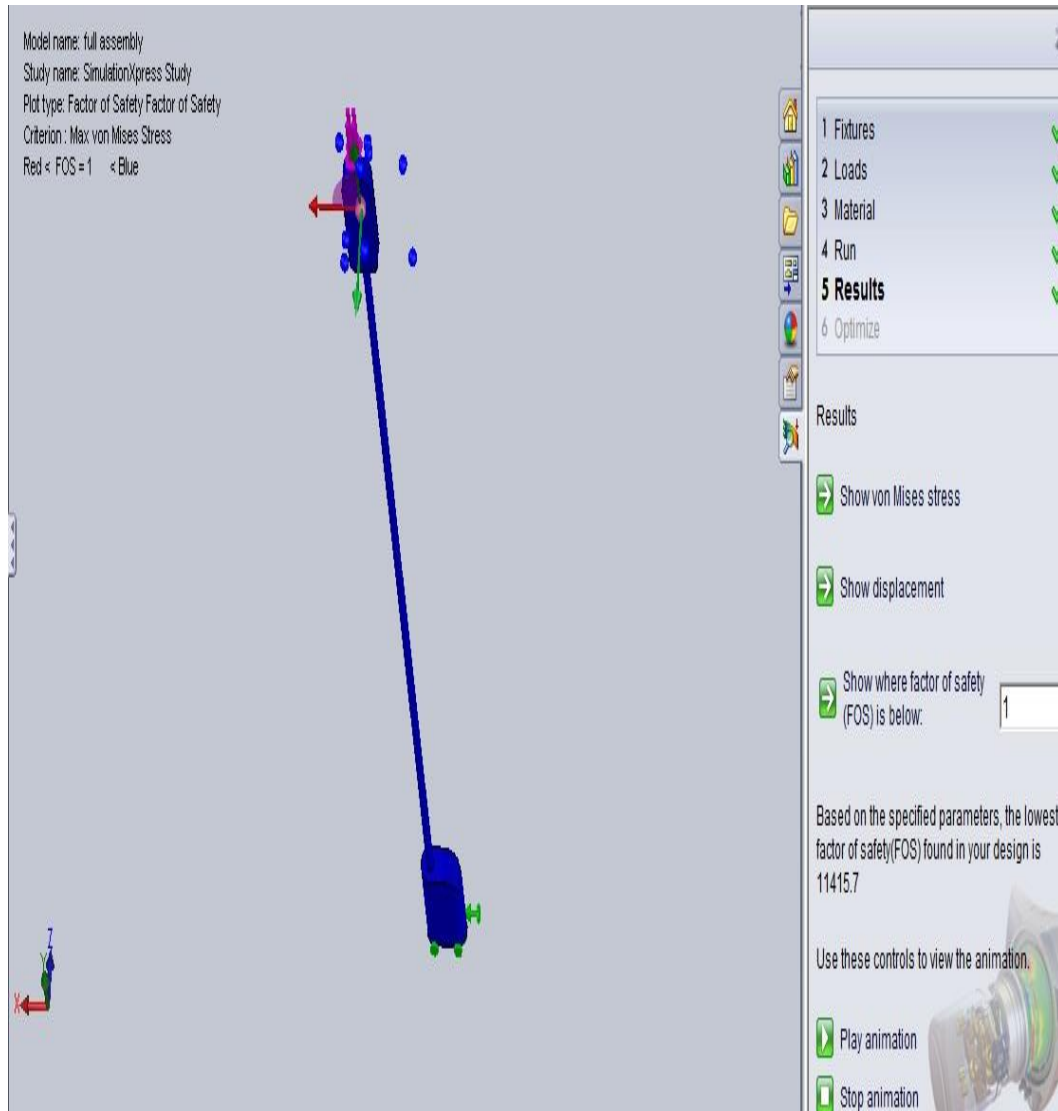 Model name: full assembly
Study name: SimulationXpress Study
Plot type: Factor of Safety Factor of Safety
Criterion : Max von Mises Stress
Red < FOS = 1 < Blue
Z
Y
X
1 Fixtures
2 Loads
3 Material
4 Run
5 Results
6 Optimize
Results
Show von Mises stress
Show displacement
Show where factor of safety
(FOS) is below:
1
Based on the specified parameters, the lowest
factor of safety(FOS) found in your design is
11415.7
Use these controls to view the animation.
Play animation
Stop animation